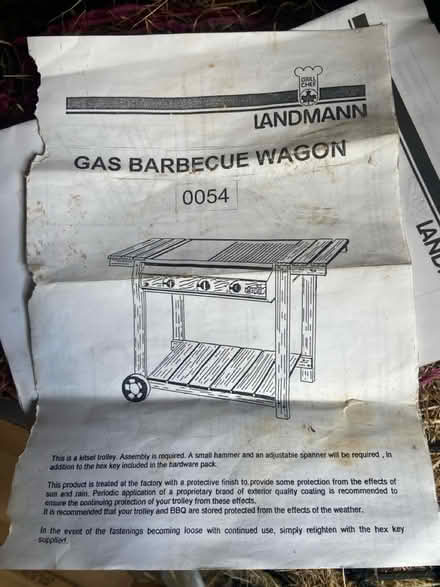 GRILL
CHEF
LANDMANN
GAS BARBECUE WAGON
0054
This is a kitset trolley. Assembly is required. A small hammer and an adjustable spanner will be required , in
addition to the hex key included in the hardware pack.
This product is treated at the factory with a protective finish to provide some protection from the effects of
sun and rain. Periodic application of a proprietary brand of exterior quality coating is recommended to
ensure the continuing protection of your trolley from these effects.
It is recommended that your trolley and BBQ are stored protected from the effects of the weather.
In the event of the fastenings becoming loose with continued use, simply retighten with the hex key
supplied.
LAND